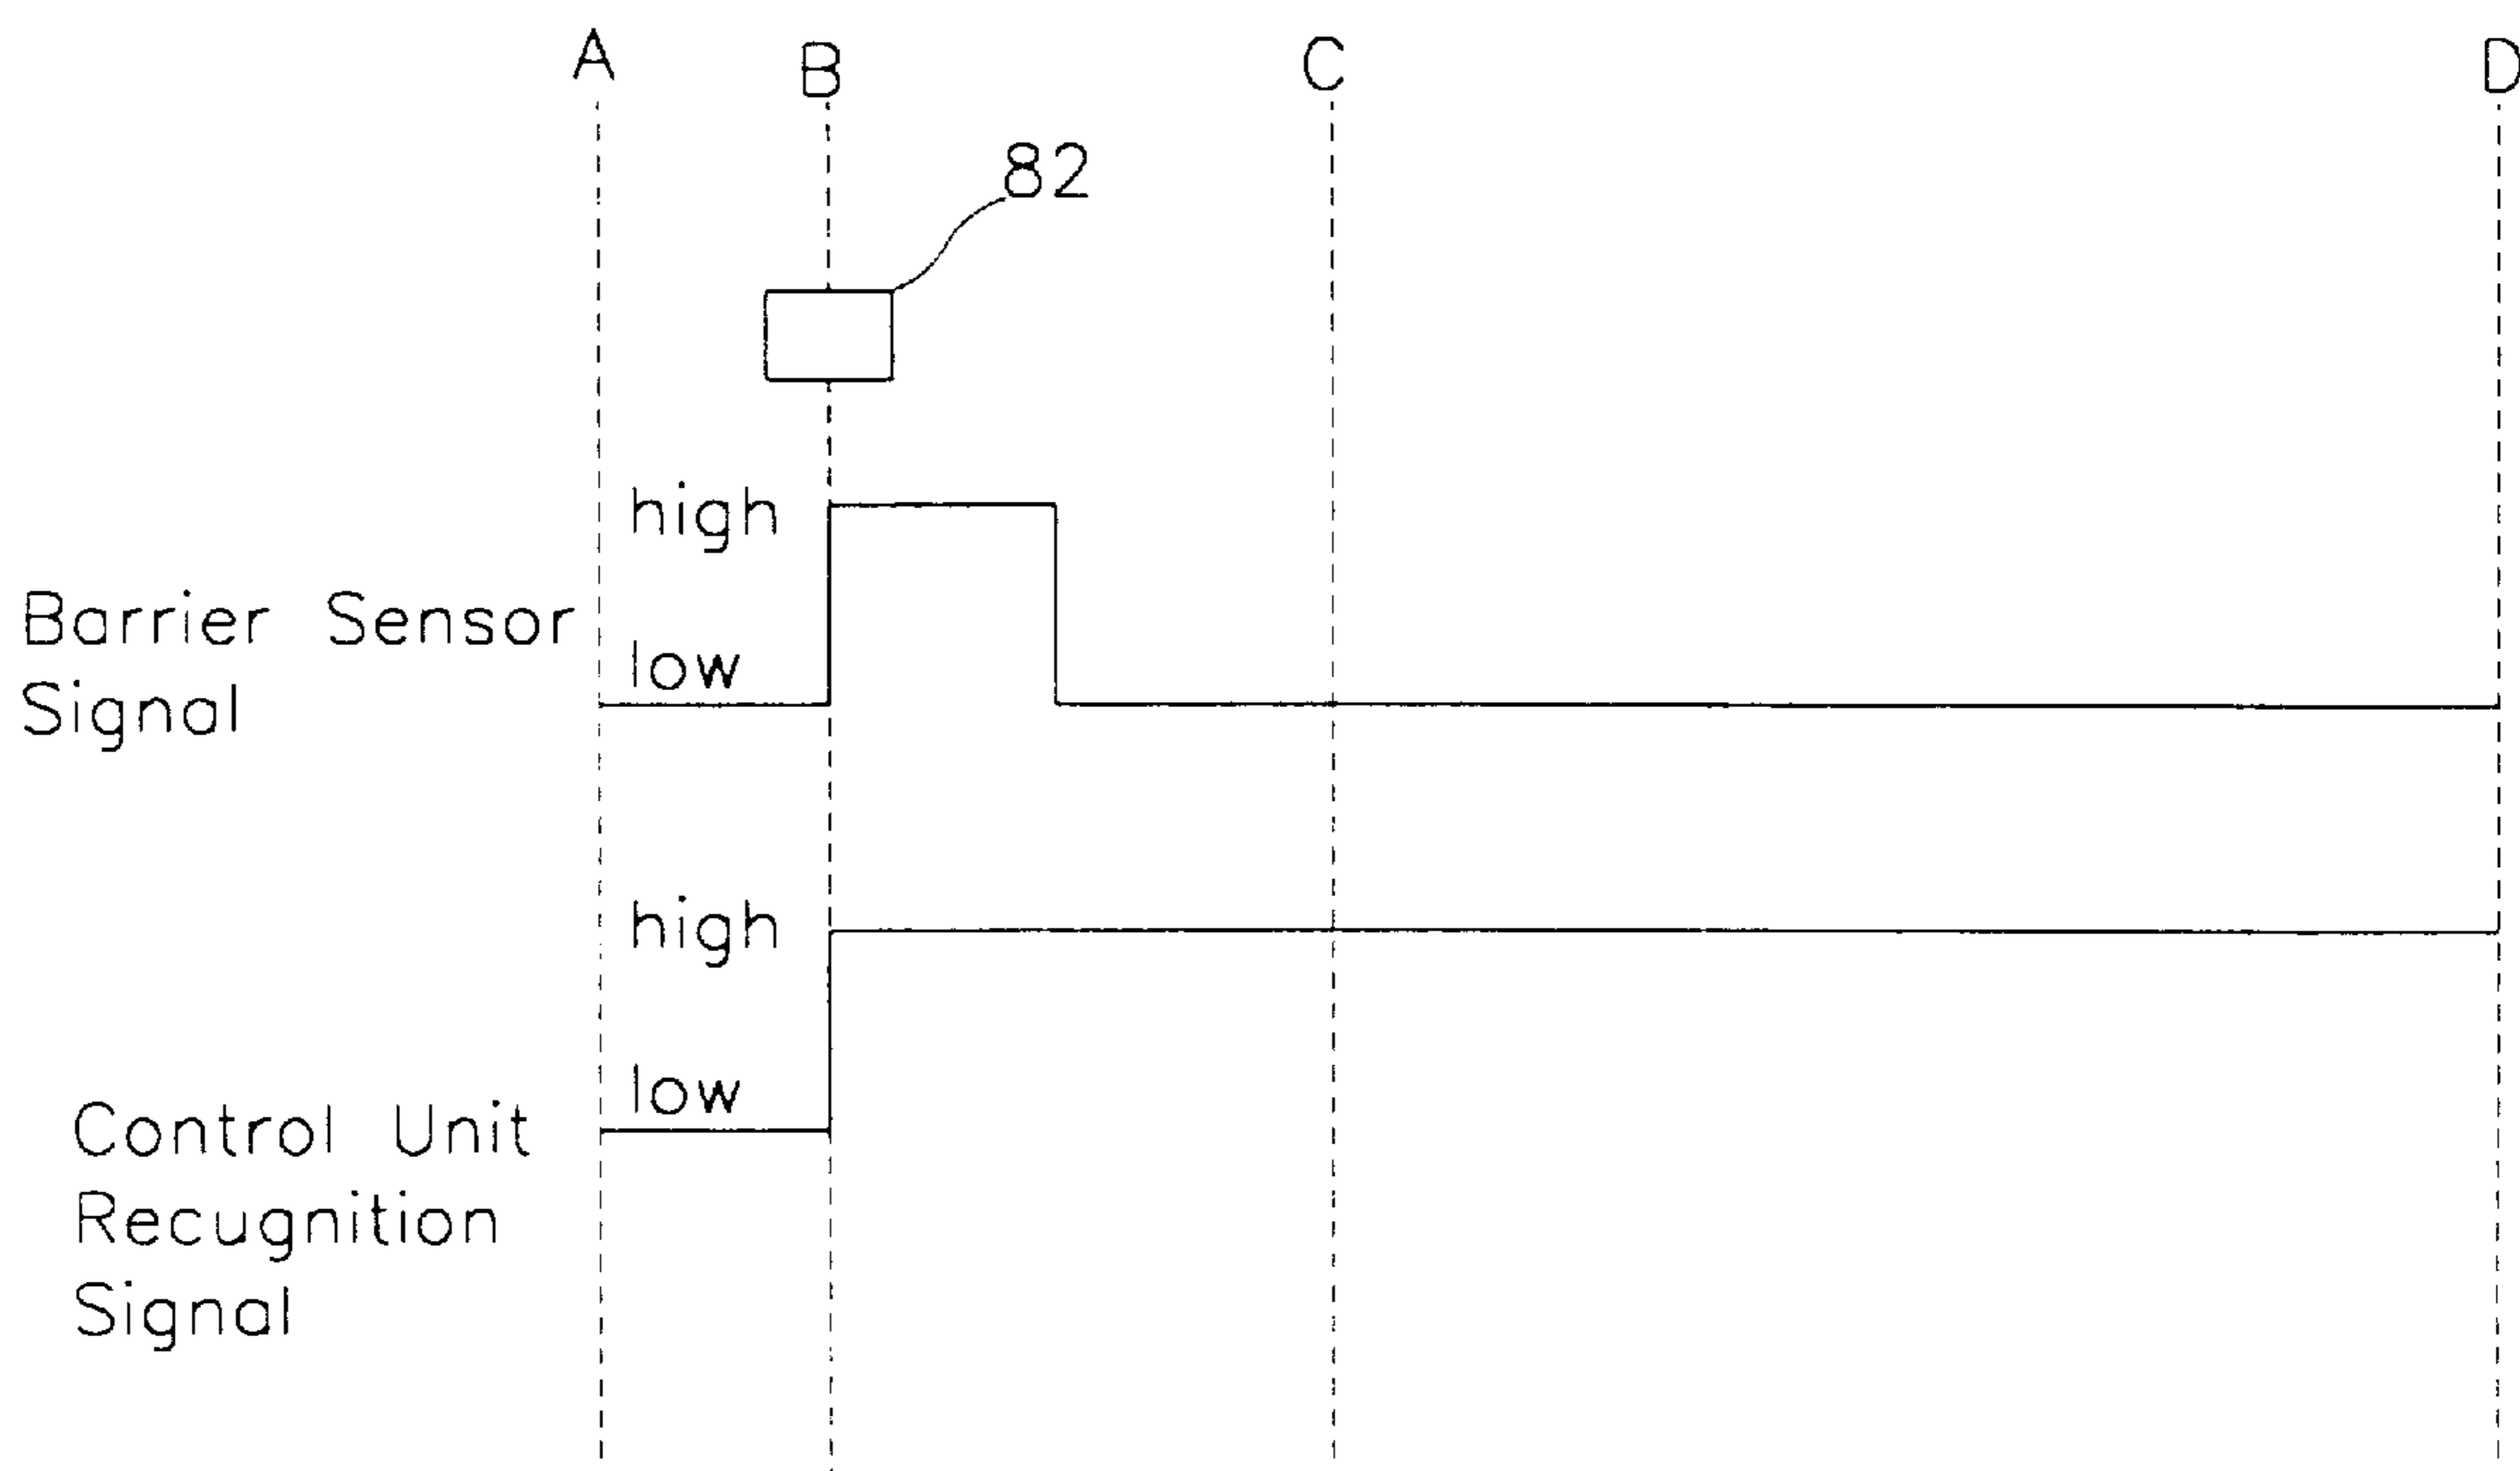 A
B
C
D
82
high
Barrier Sensor
low
Signal
high
low
Control Unit
Recugnition
Signal